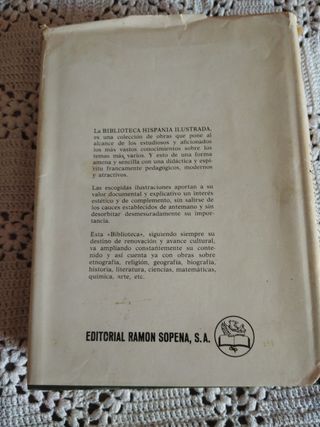 La BIBLIOTECA HISPANIA ILUSTRADA,
es una colección de obras que pone al
alcance de los estudiosos y aficionados
los más vastos conocimientos sobre los
temas más varios. Y esto de una forma
amena y sencilla con una didáctica y espí-
ritu francamente pedagógicos, modernos
y atractivos.
Las escogidas ilustraciones aportan a su
valor documental y explicativo un interés
estético y de complemento, sin salirse de
los cauces establecidos de antemano y sin
desorbitar desmesuradamente su im-
portancia.
Esta «Biblioteca», siguiendo siempre su
destino de renovación y avance cultural,
va ampliando constantemente su conte-
nido y así cuenta ya con obras sobre
etnografía, religión, geografía, biografía,
historia, literatura, ciencias, matemáticas,
química, arte, etc.
EDITORIAL RAMON SOPENA, S.A.